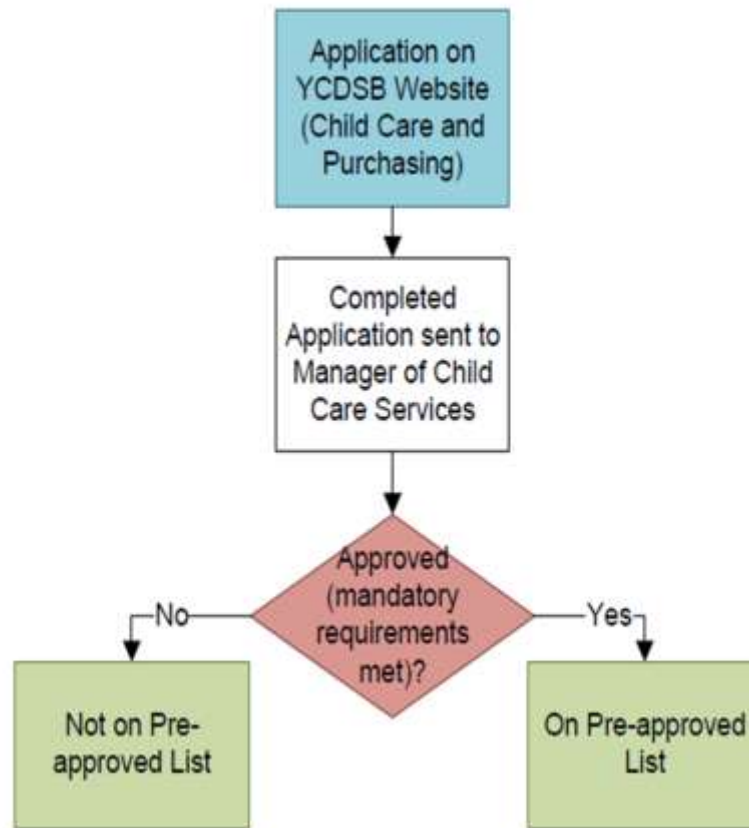 Application on
YCDSB Website
(Child Care and
Purchasing)
Completed
Application sent to
Manager of Child
Care Services
Approved
(mandatory
requirements
met)?
No
Yes
Not on Pre-
approved List
On Pre-approved
List